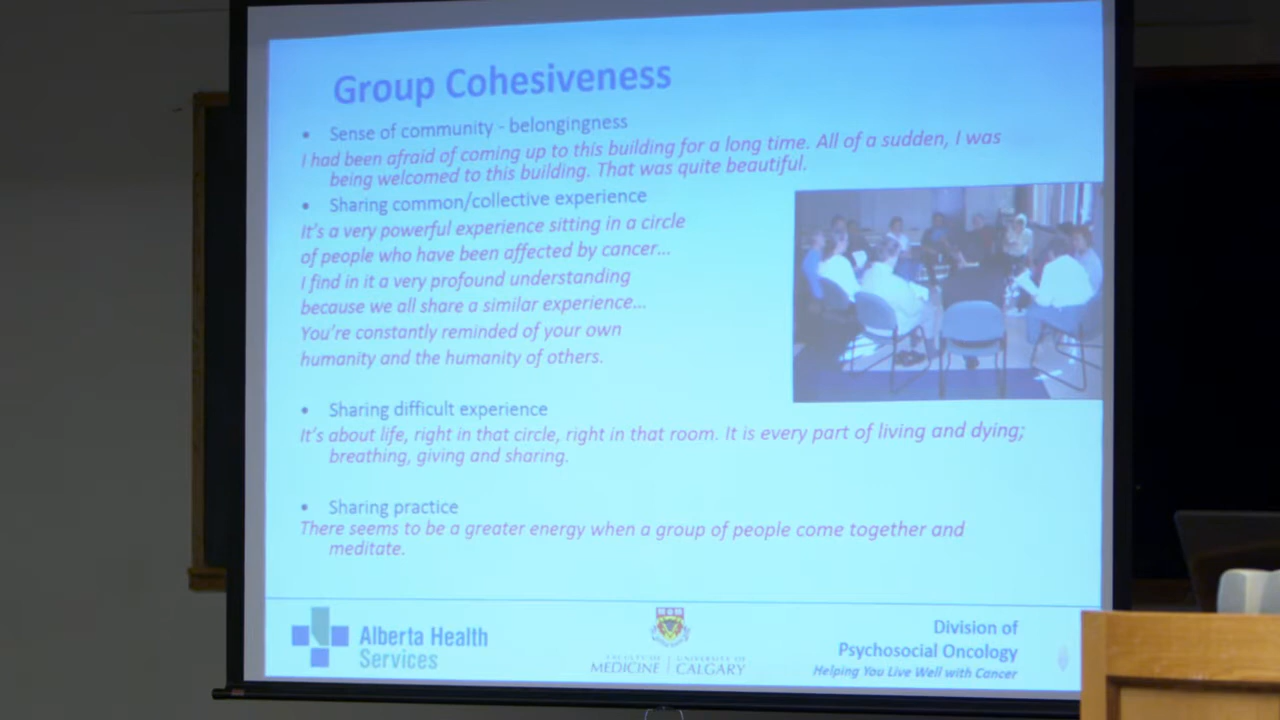 Group Cohesiveness
• Sense of community - belongingness
I had been afraid of coming up to this building for a long time. All of a sudden, I was
being welcomed to this building. That was quite beautiful.
• Sharing common/collective experience
It's a very powerful experience sitting in a circle
of people who have been affected by cancer...
I find in it a very profound understanding
because we all share a similar experience...
You're constantly reminded of your own
humanity and the humanity of others.
• Sharing difficult experience
It's about life, right in that circle, right in that room. It is every part of living and dying;
breathing, giving and sharing.
• Sharing practice
There seems to be a greater energy when a group of people come together and
meditate.
Alberta Health
Services
FACULTY OF UNIVERSITY OF
MEDICINE | CALGARY
Division of
Psychosocial Oncology
Helping You Live Well with Cancer